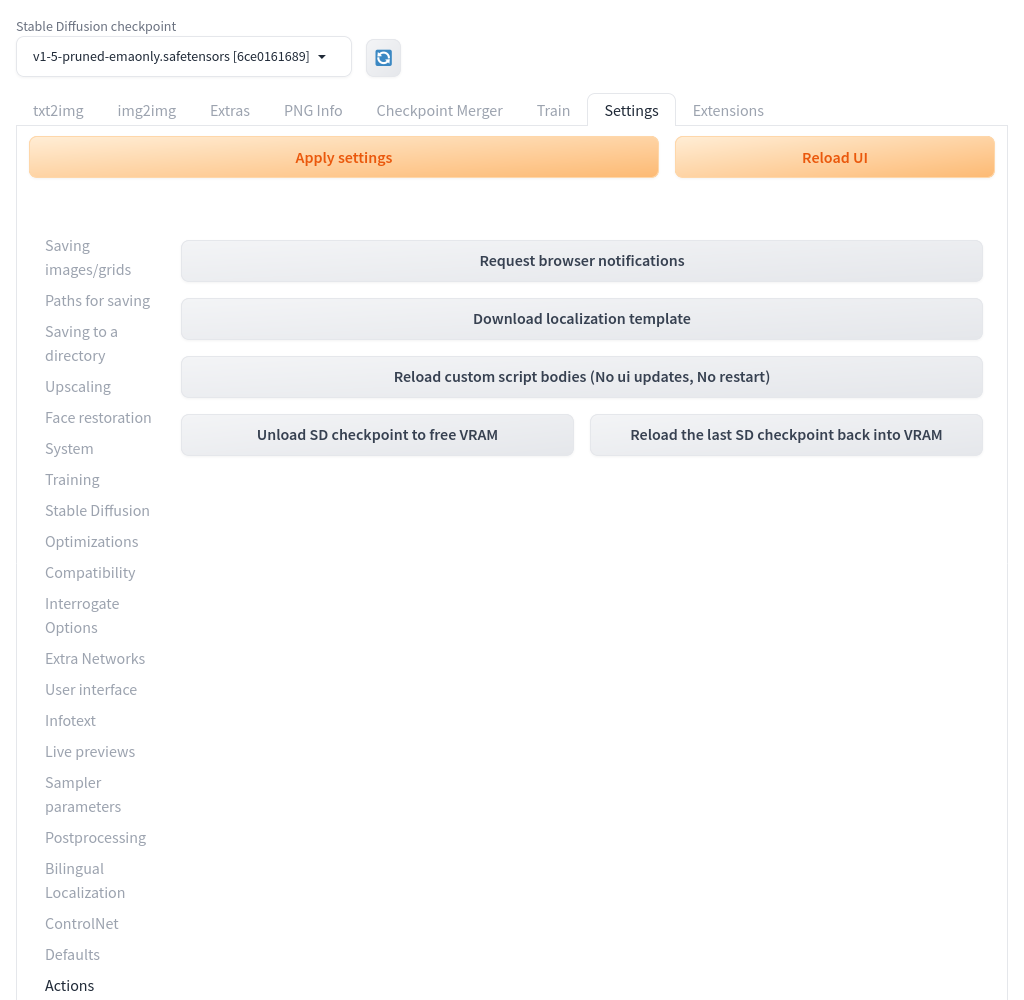 Stable Diffusion checkpoint
v1-5-pruned-emaonly.safetensors [6ce0161689]
txt2img img2img Extras PNG Info Checkpoint Merger Train Settings Extensions
Apply settings Reload UI
Saving
images/grids
Paths for saving
Saving to a
directory
Upscaling
Face restoration
System
Training
Stable Diffusion
Optimizations
Compatibility
Interrogate
Options
Extra Networks
User interface
Infotext
Live previews
Sampler
parameters
Postprocessing
Bilingual
Localization
ControlNet
Defaults
Actions
Request browser notifications
Download localization template
Reload custom script bodies (No ui updates, No restart)
Unload SD checkpoint to free VRAM Reload the last SD checkpoint back into VRAM